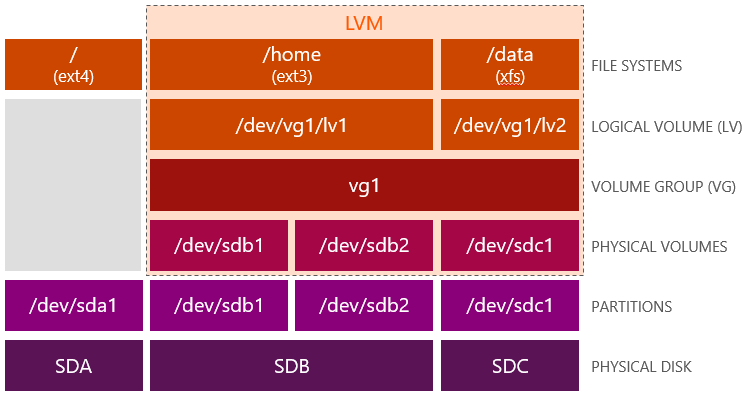 LVM
/
(ext4)
/home
(ext3)
/data
(xfs)
FILE SYSTEMS
/dev/vg1/lv1
/dev/vg1/lv2
LOGICAL VOLUME (LV)
vg1
VOLUME GROUP (VG)
/dev/sdb1
/dev/sdb2
/dev/sdc1
PHYSICAL VOLUMES
/dev/sda1
/dev/sdb1
/dev/sdb2
/dev/sdc1
PARTITIONS
SDA
SDB
SDC
PHYSICAL DISK